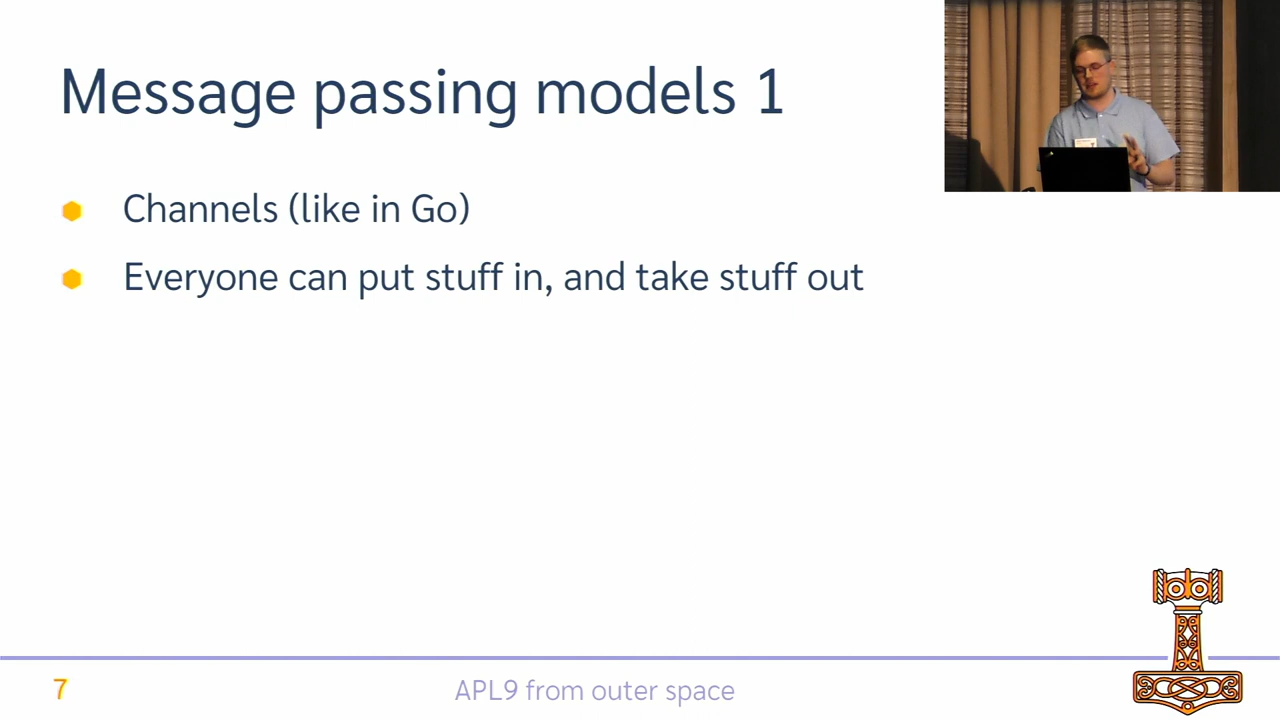 Message passing models 1
Channels (like in Go)
Everyone can put stuff in, and take stuff out
7
APL9 from outer space